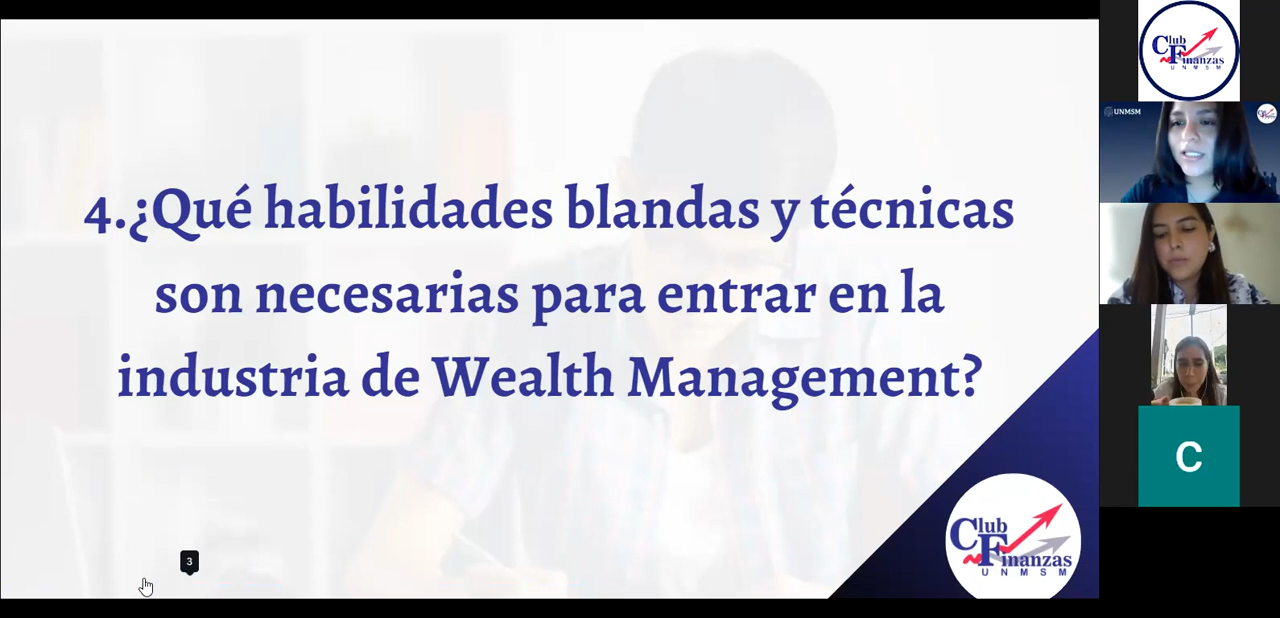 4.¿Qué habilidades blandas y técnicas
son necesarias para entrar en la
industria de Wealth Management?
3
Club
Finanzas
UNMSM
Club
Finanzas
UNMSM
UNMSM
C